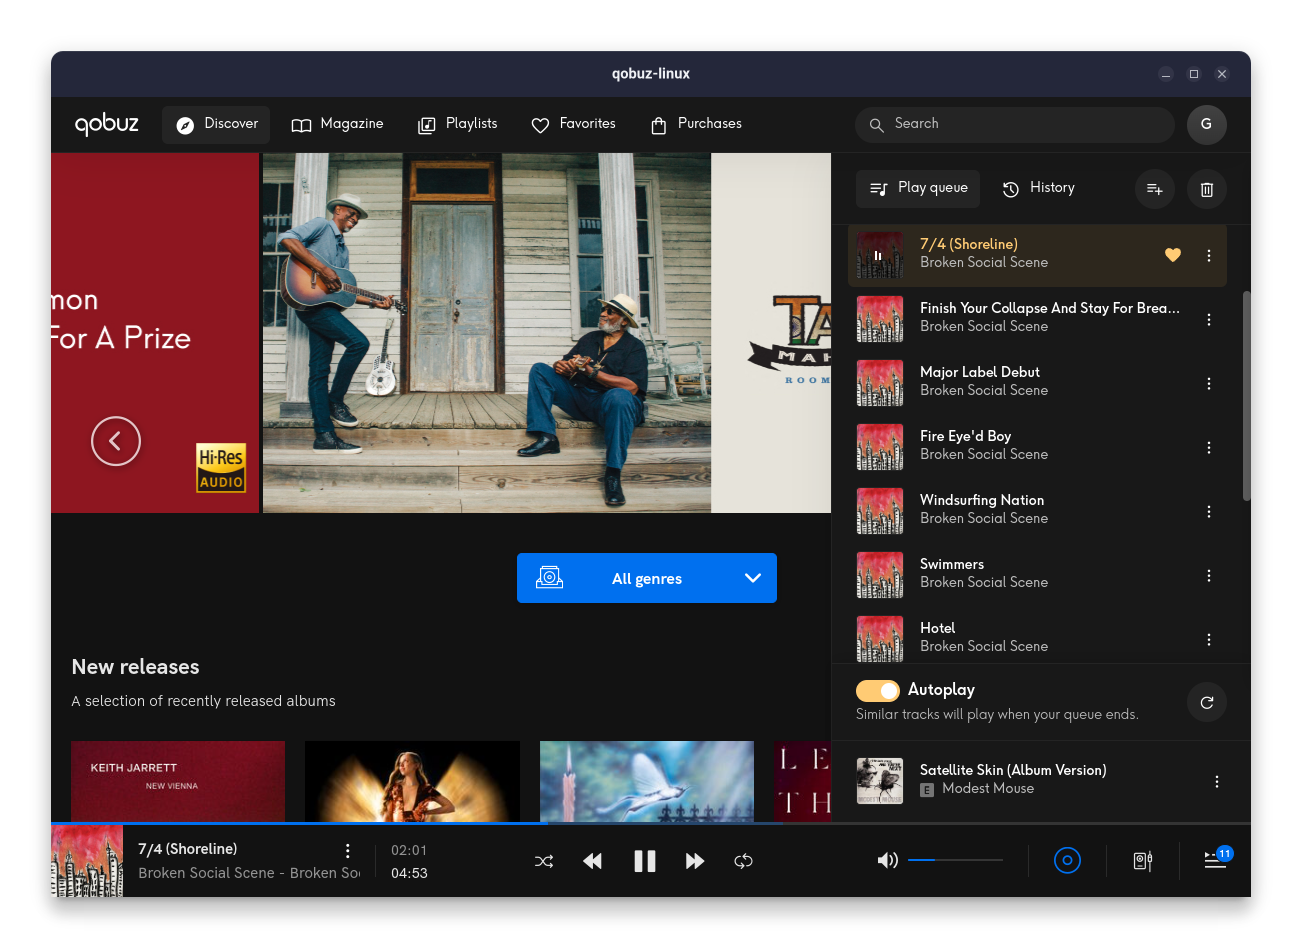 qobuz-linux
qobuz
Discover
Magazine
Playlists
Favorites
Purchases
Search
G
mon
For A Prize
Hi-Res
AUDIO
TA
MAH
ROOM
Play queue
History
7/4 (Shoreline)
Broken Social Scene
Finish Your Collapse And Stay For Brea...
Broken Social Scene
Major Label Debut
Broken Social Scene
Fire Eye'd Boy
Broken Social Scene
Windsurfing Nation
Broken Social Scene
Swimmers
Broken Social Scene
Hotel
Broken Social Scene
All genres
New releases
A selection of recently released albums
KEITH JARRETT
NEW VIENNA
LE
TH
Autoplay
Similar tracks will play when your queue ends.
Satellite Skin (Album Version)
E Modest Mouse
7/4 (Shoreline)
Broken Social Scene - Broken So
02:01
04:53
11